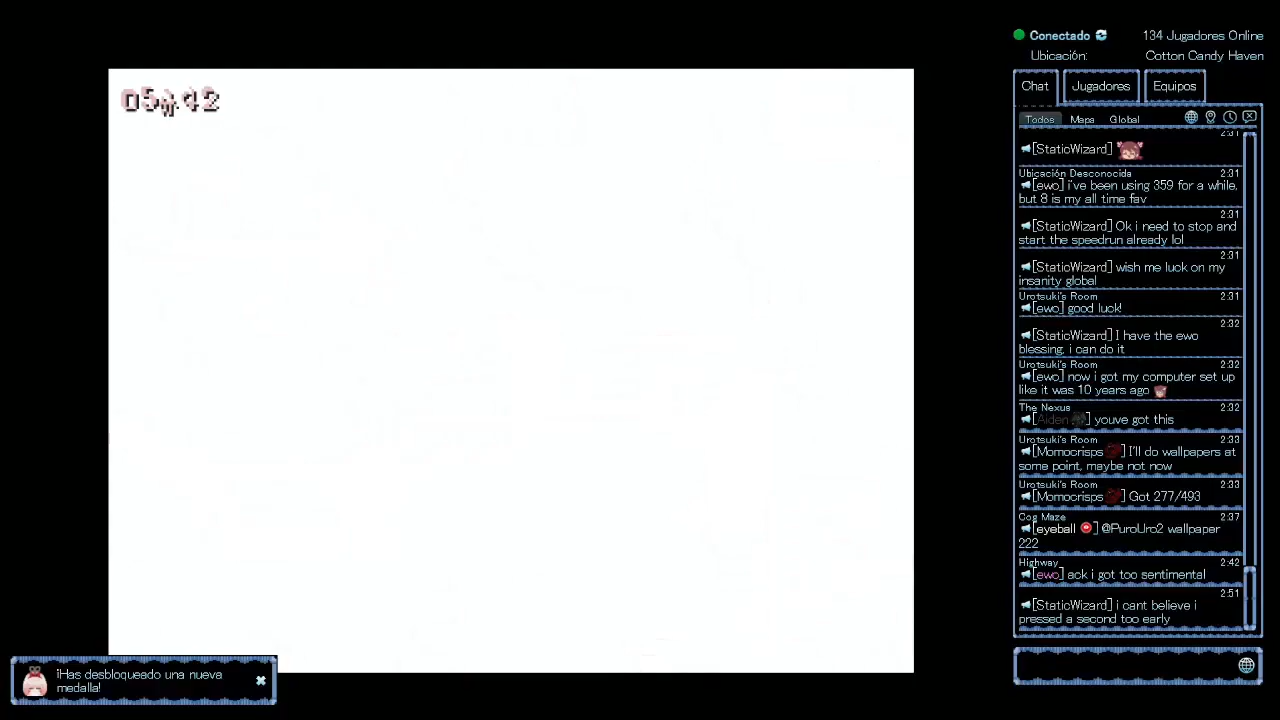 05:42
Conectado
134 Jugadores Online
Ubicación:
Cotton Candy Haven
Chat
Jugadores
Equipos
Todos
Mapa
Global
2:31
[StaticWizard]
Ubicación Desconocida
2:31
[ewo] i've been using 359 for a while,
but 8 is my all time fav
2:31
[StaticWizard] Ok i need to stop and
start the speedrun already lol
2:31
[StaticWizard] wish me luck on my
insanity global
Urotsuki's Room
2:31
[ewo] good luck!
2:32
[StaticWizard] I have the ewo
blessing, i can do it
Urotsuki's Room
2:32
[ewo] now i got my computer set up
like it was 10 years ago
The Nexus
2:32
[Aiden] youve got this
Urotsuki's Room
2:33
[Momocrisps] I'll do wallpapers at
some point, maybe not now
Urotsuki's Room
2:33
[Momocrisps] Got 277/493
Cog Maze
2:37
[eyeball] @PuroUro2 wallpaper
222
Highway
2:42
[ewo] ack i got too sentimental
2:51
[StaticWizard] i cant believe i
pressed a second too early
¡Has desbloqueado una nueva
medalla!